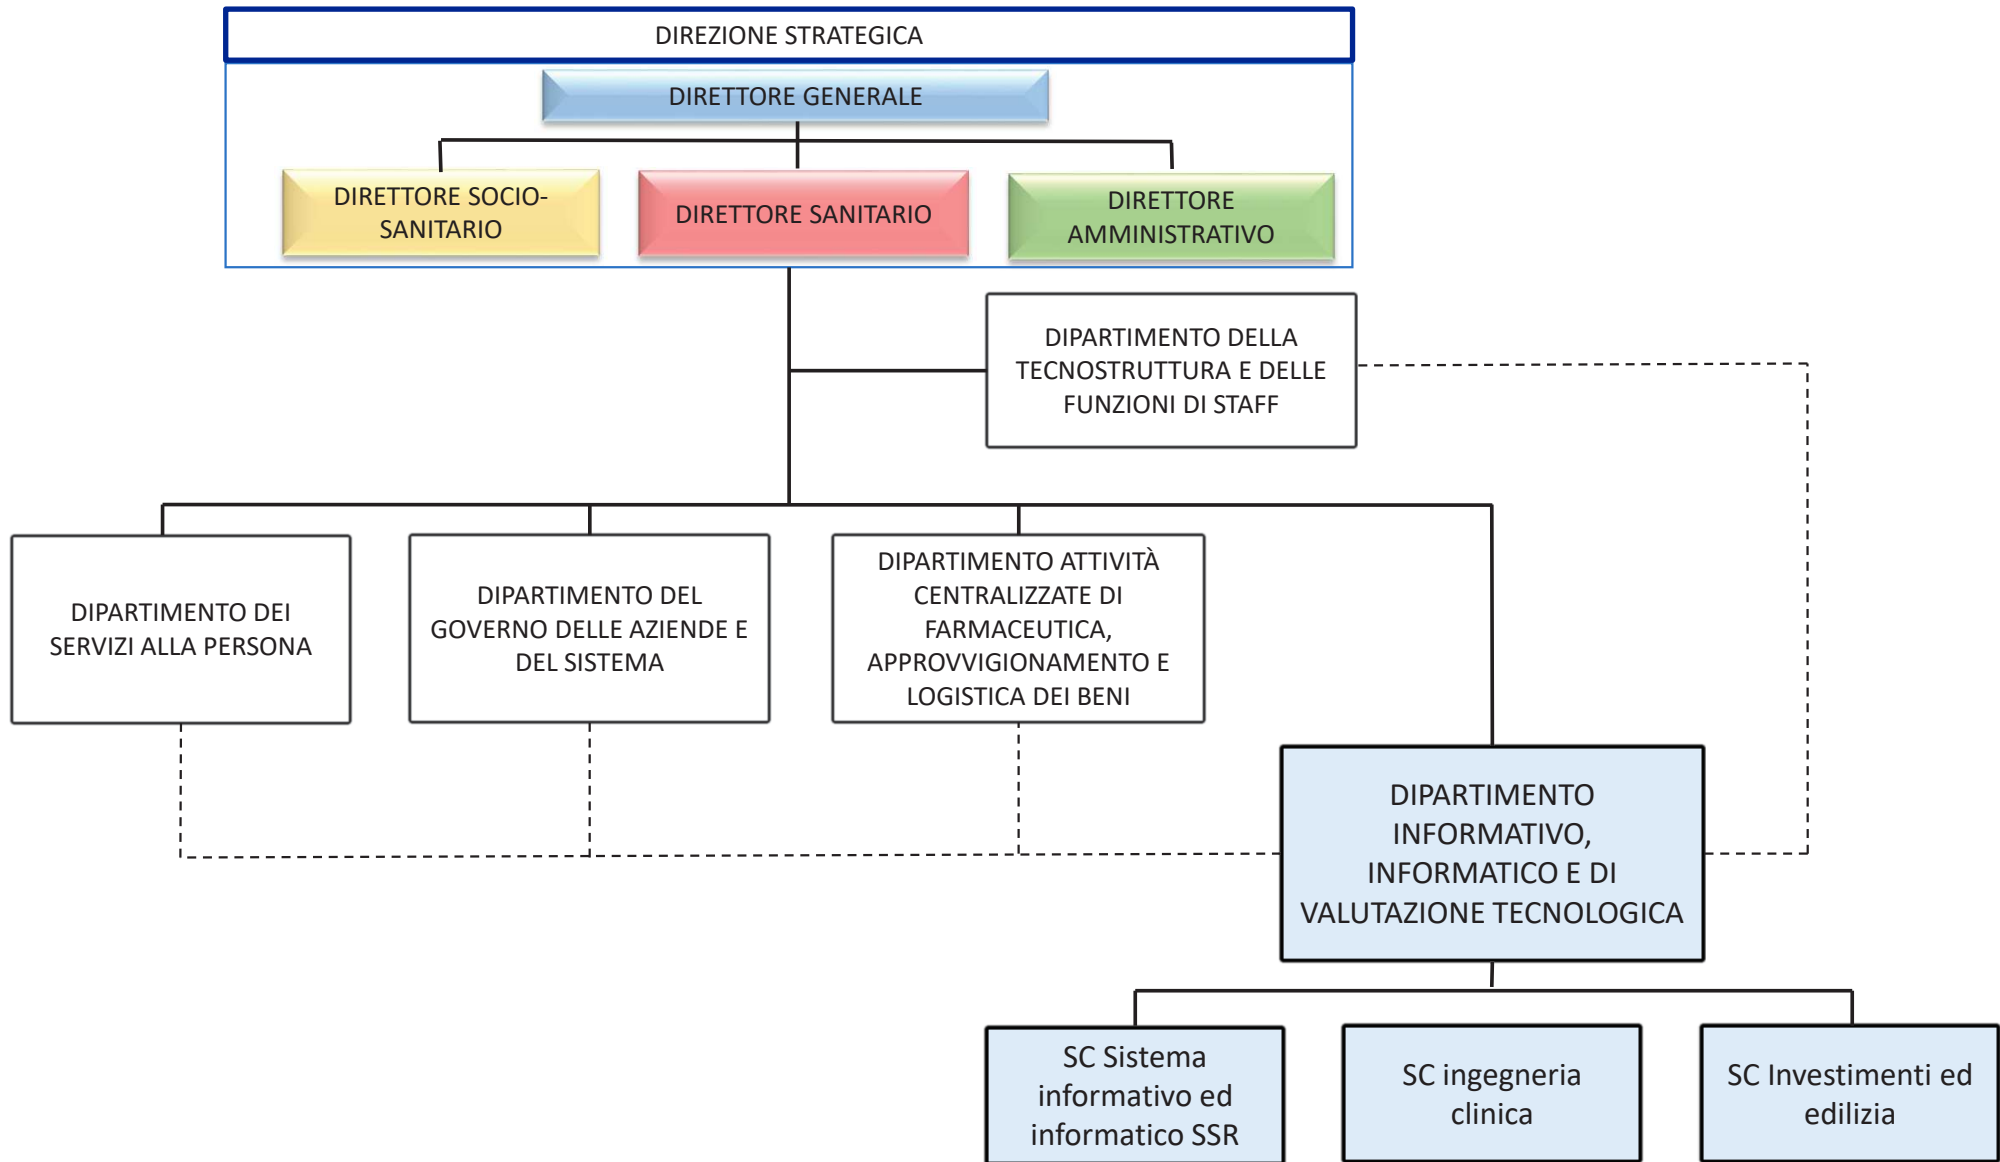 DIREZIONE STRATEGICA
DIRETTORE GENERALE
DIRETTORE SOCIO-
SANITARIO
DIRETTORE SANITARIO
DIRETTORE
AMMINISTRATIVO
DIPARTIMENTO DELLA
TECNOSTRUTTURA E DELLE
FUNZIONI DI STAFF
DIPARTIMENTO DEI
SERVIZI ALLA PERSONA
DIPARTIMENTO DEL
GOVERNO DELLE AZIENDE E
DEL SISTEMA
DIPARTIMENTO ATTIVITÀ
CENTRALIZZATE DI
FARMACEUTICA,
APPROVVIGIONAMENTO E
LOGISTICA DEI BENI
DIPARTIMENTO
INFORMATIVO,
INFORMATICO E DI
VALUTAZIONE TECNOLOGICA
SC Sistema
informativo ed
informatico SSR
SC ingegneria
clinica
SC Investimenti ed
edilizia